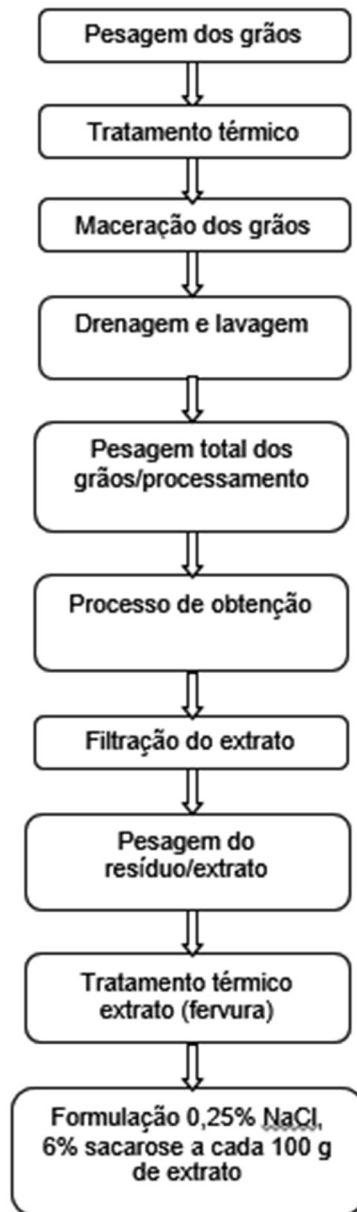 Pesagem dos grãos
Tratamento térmico
Maceração dos grãos
Drenagem e lavagem
Pesagem total dos
grãos/processamento
Processo de obtenção
Filtração do extrato
Pesagem do
resíduo/extrato
Tratamento térmico
extrato (fervura)
Formulação 0,25% NaCl,
6% sacarose a cada 100 g
de extrato